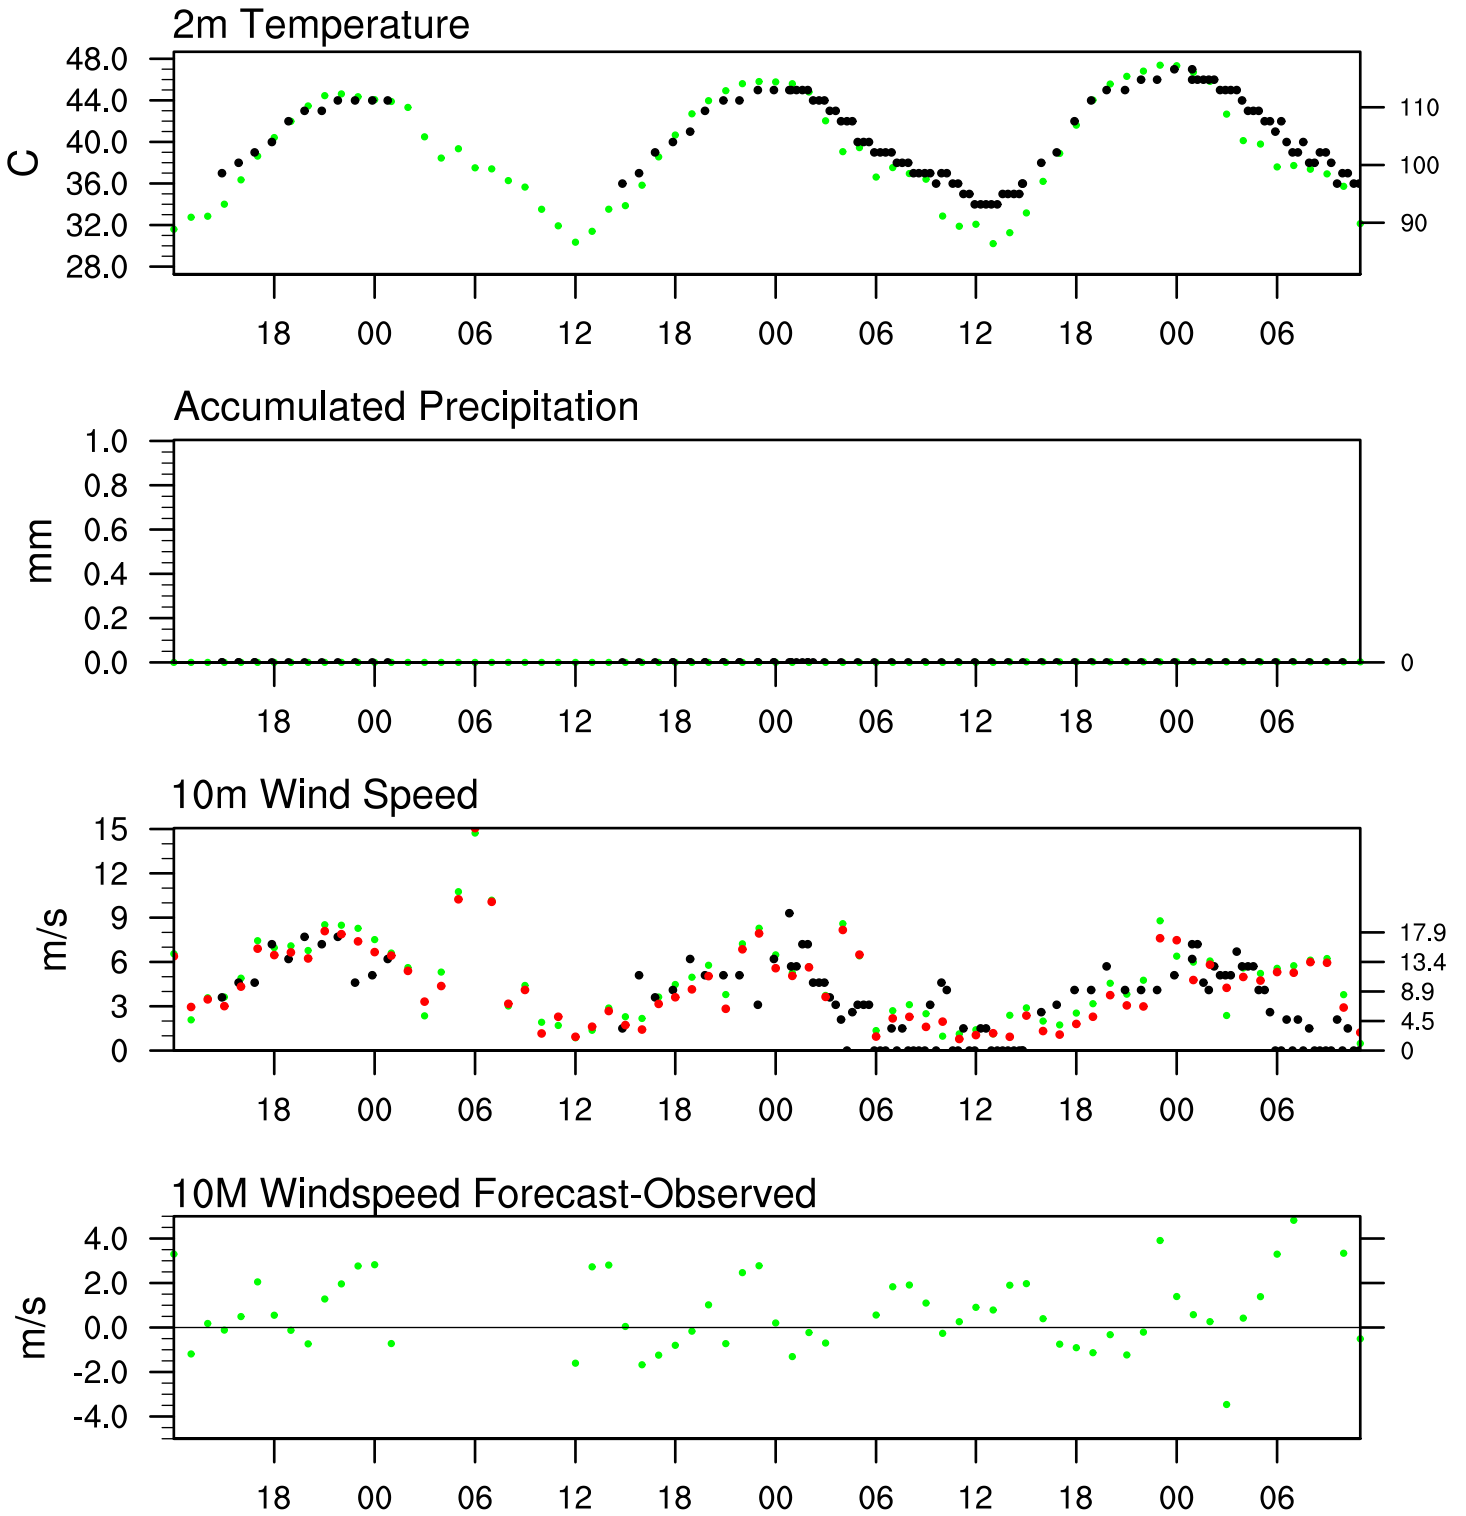 2m Temperature
48.0
44.0
40.0
36.0
32.0
28.0
C
110
100
90
18 00 06 12 18 00 06 12 18 00 06
Accumulated Precipitation
1.0
0.8
0.6
0.4
0.2
0.0
mm
0
18 00 06 12 18 00 06 12 18 00 06
10m Wind Speed
15
12
9
6
3
0
m/s
17.9
13.4
8.9
4.5
0
18 00 06 12 18 00 06 12 18 00 06
10M Windspeed Forecast-Observed
4.0
2.0
0.0
-2.0
-4.0
m/s
18 00 06 12 18 00 06 12 18 00 06